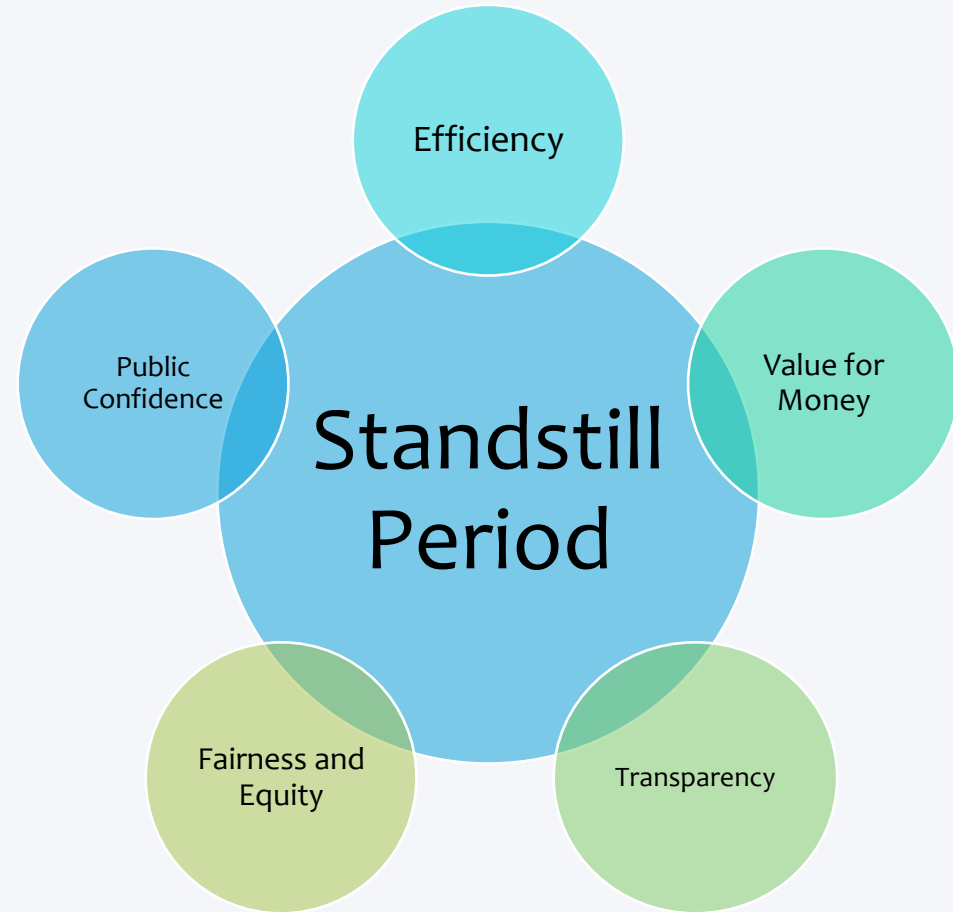 Efficiency
Public
Confidence
Value for
Money
Standstill
Period
Fairness and
Equity
Transparency